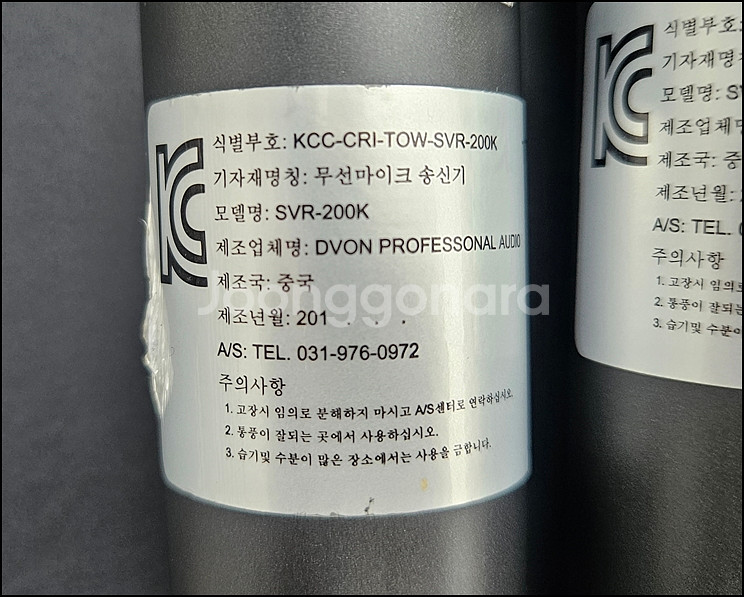 KC
식별부호: KCC-CRI-TOW-SVR-200K
기자재명칭: 무선마이크 송신기
모델명: SVR-200K
제조업체명: DVON PROFESSONAL AUDIO
제조국: 중국
제조년월: 201 . . .
A/S: TEL. 031-976-0972
주의사항
1. 고장시 임의로 분해하지 마시고 A/S센터로 연락하십시오.
2. 통풍이 잘되는 곳에서 사용하십시오.
3. 습기및 수분이 많은 장소에서는 사용을 금합니다.
Joonggonara
KC
식별부호:
기자재명칭
모델명: SV
제조업체명
제조국: 중
제조년월:
A/S: TEL. 0
주의사항
1. 고장시 임의로
2. 통풍이 잘되는
3. 습기및 수분이